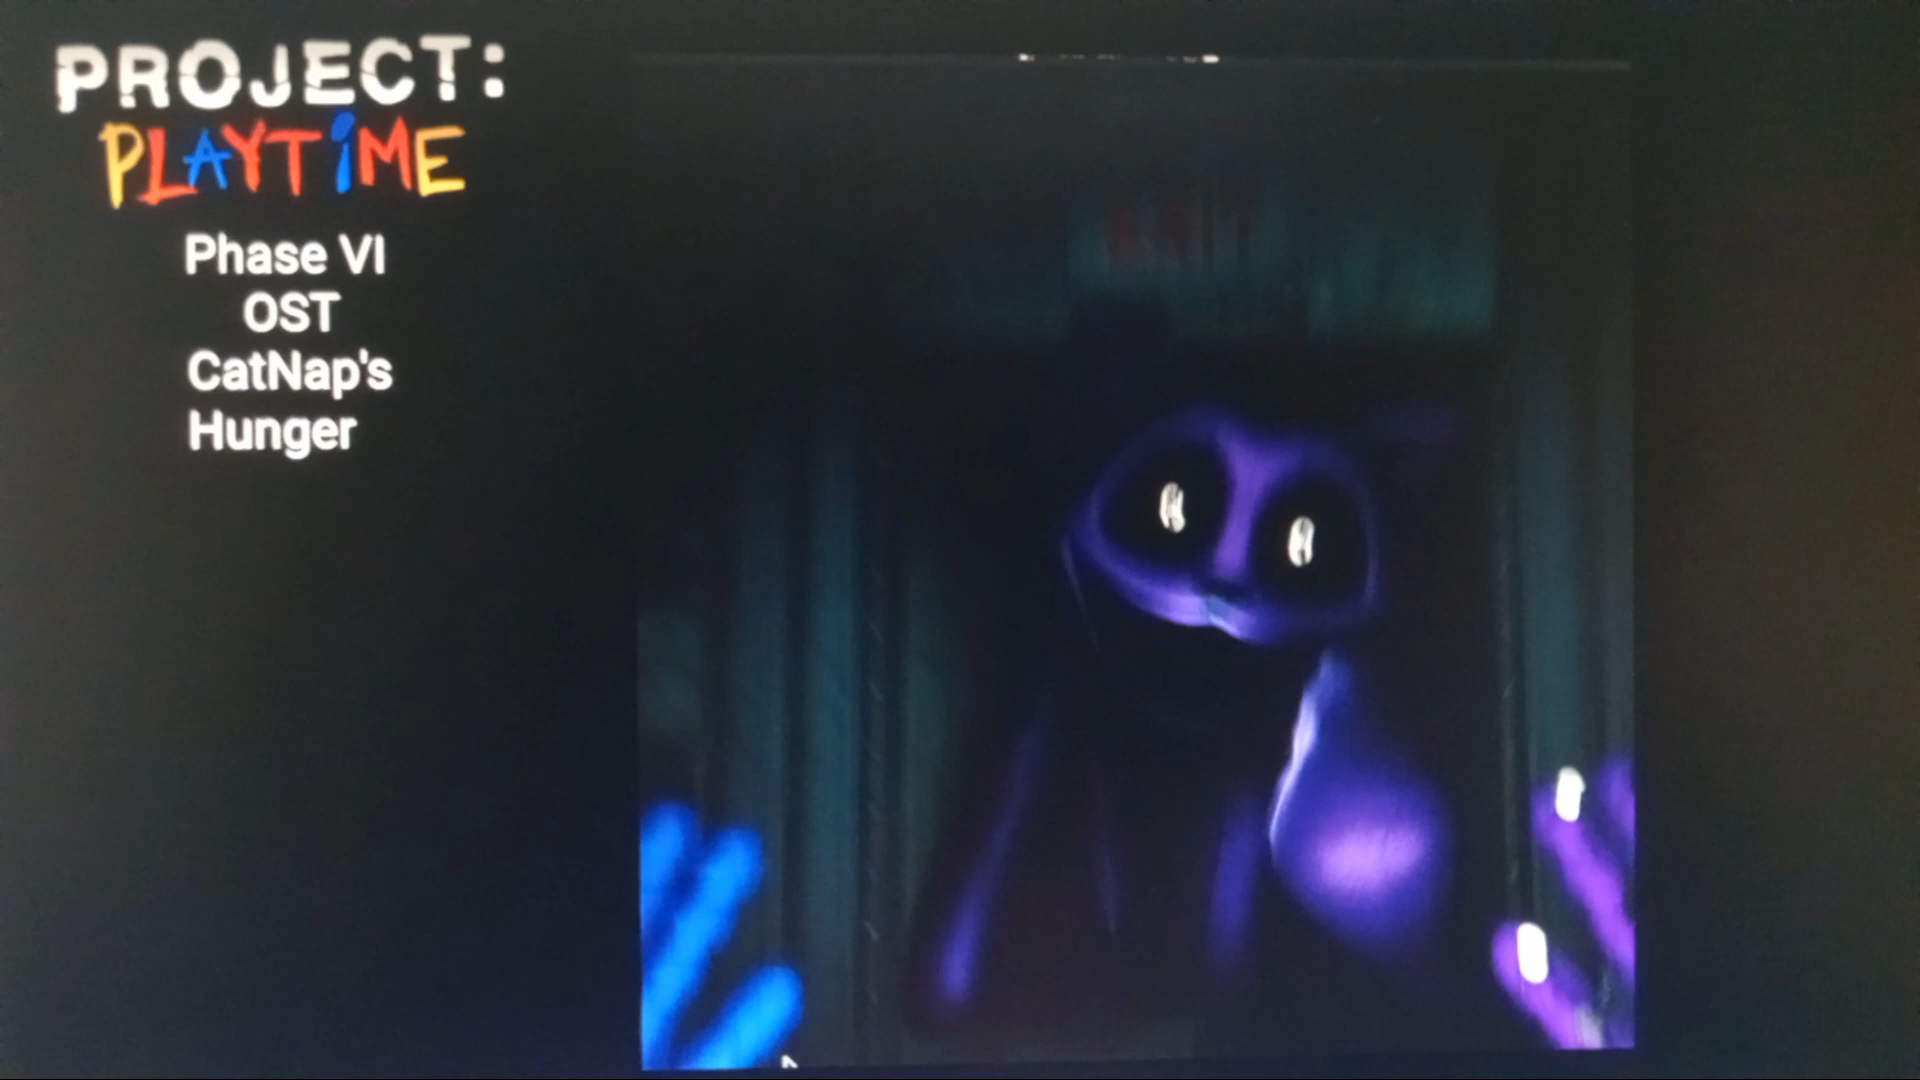 PROJECT:
PLAYTiME
Phase VI
OST
CatNap's
Hunger